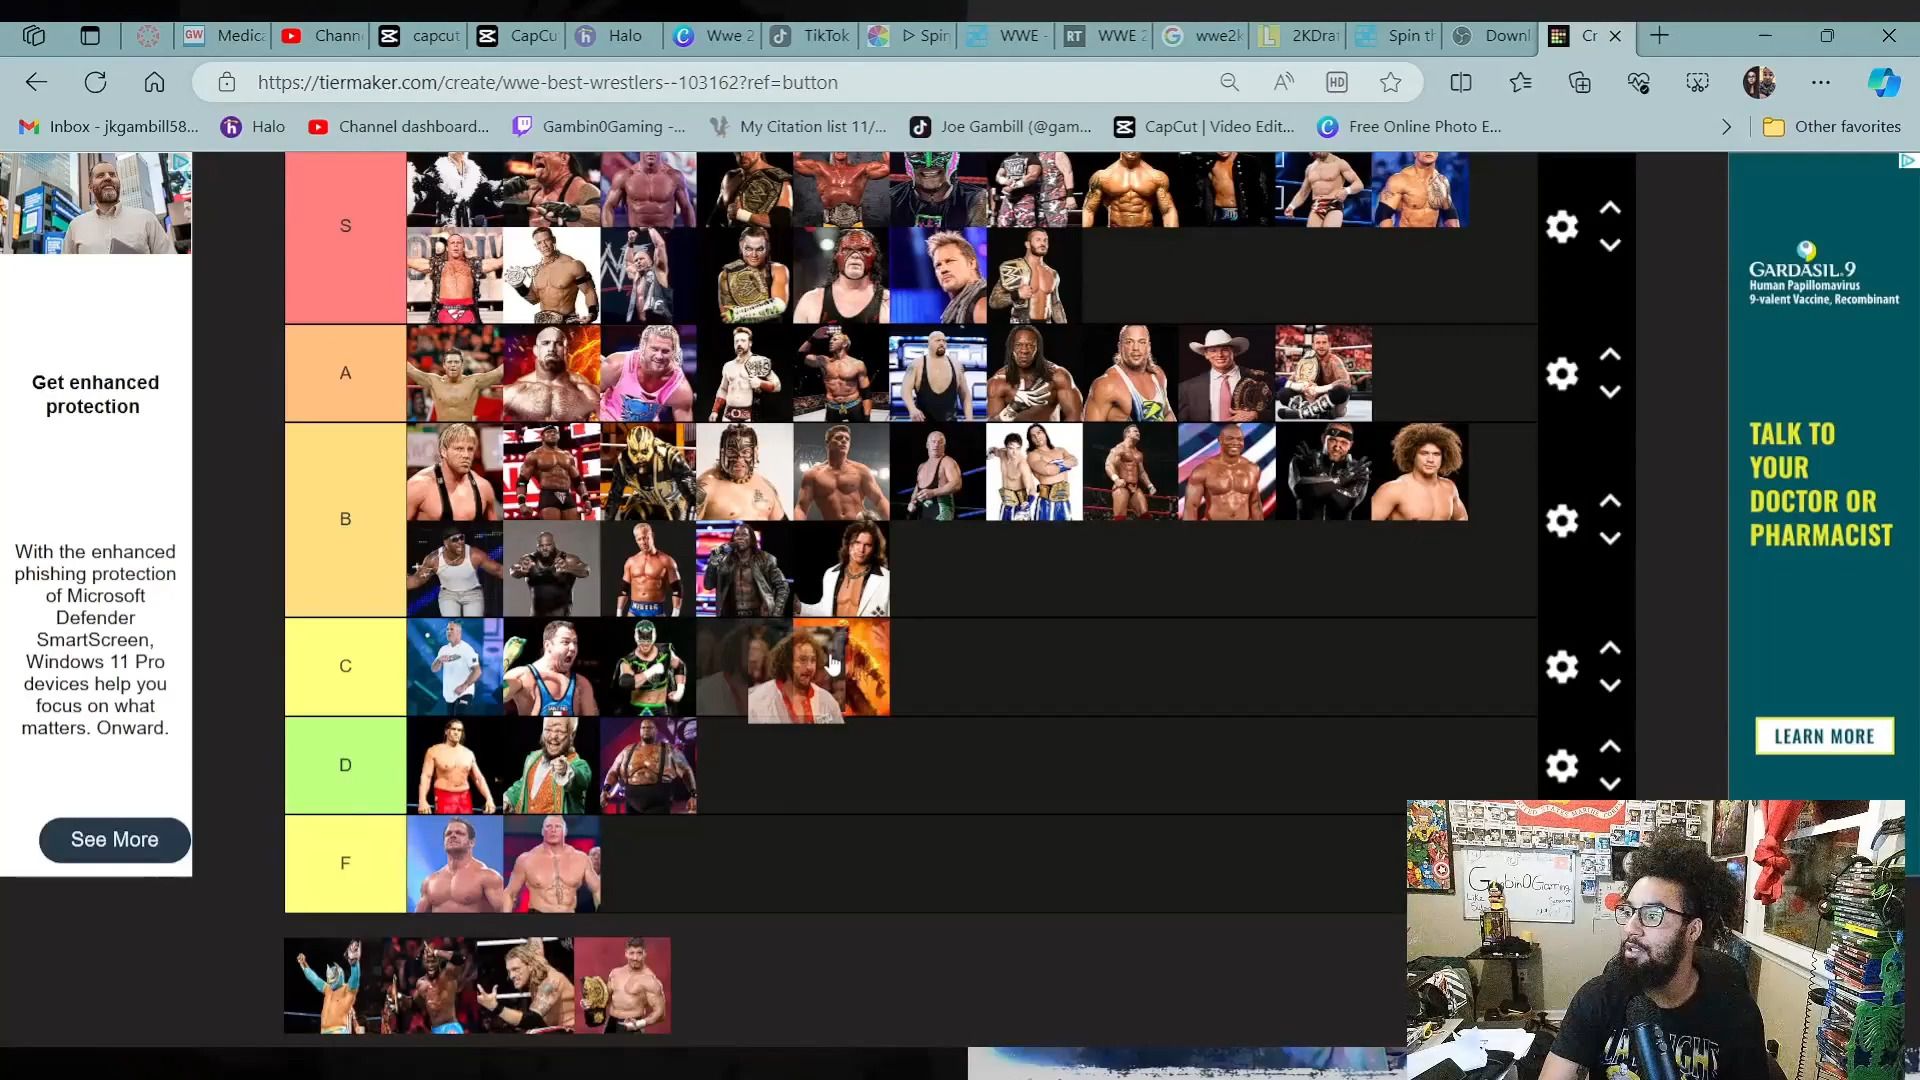 Medica
Chann
capcut
CapCu
Halo
Wwe 2
TikTok
Spin
WWE -
WWE 2
wwe2k
2KDra
Spin th
Downl
Cr
https://tiermaker.com/create/wwe-best-wrestlers--103162?ref=button
Inbox - jkgambill58...
Halo
Channel dashboard...
Gambin0Gaming -...
My Citation list 11/...
Joe Gambill (@gam...
CapCut | Video Edit...
Free Online Photo E...
Other favorites
Get enhanced
protection
With the enhanced
phishing protection
of Microsoft
Defender
SmartScreen,
Windows 11 Pro
devices help you
focus on what
matters. Onward.
See More
S
A
B
C
D
F
GARDASIL®9
Human Papillomavirus
9-valent Vaccine, Recombinant
TALK TO
YOUR
DOCTOR OR
PHARMACIST
LEARN MORE
Gambin0Gaming